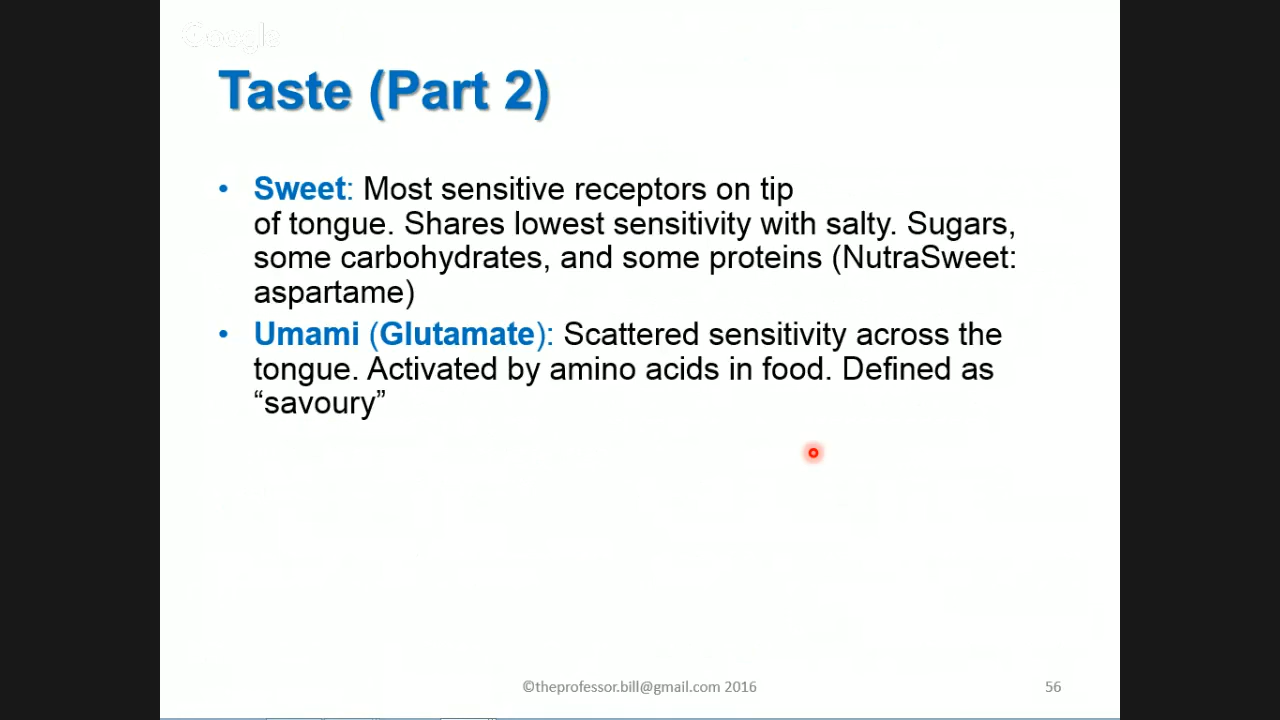 Google
Taste (Part 2)
• Sweet: Most sensitive receptors on tip
of tongue. Shares lowest sensitivity with salty. Sugars,
some carbohydrates, and some proteins (NutraSweet:
aspartame)
• Umami (Glutamate): Scattered sensitivity across the
tongue. Activated by amino acids in food. Defined as
“savoury”
©theprofessor.bill@gmail.com 2016
56